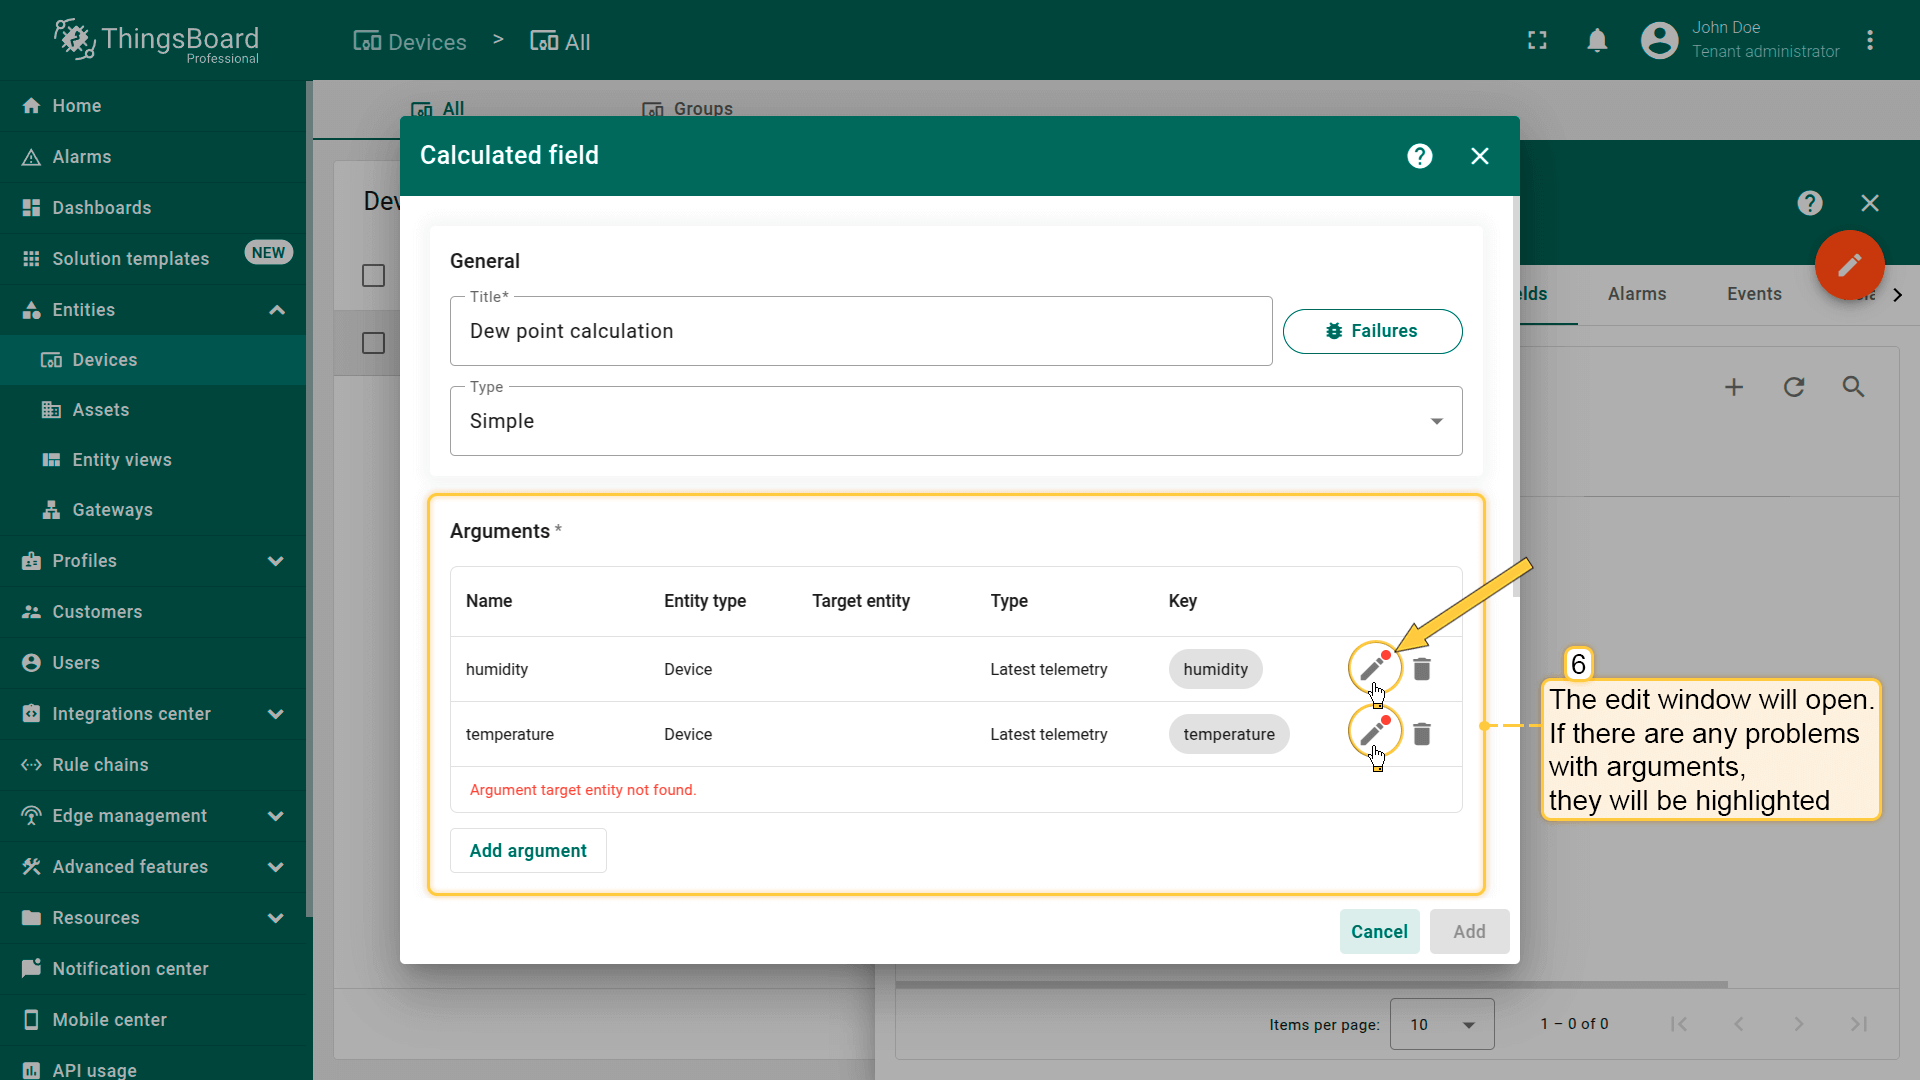 ThingsBoard
Professional
Devices > All
John Doe
Tenant administrator
Home
Alarms
Dashboards
Solution templates NEW
Entities
Devices
Assets
Entity views
Gateways
Profiles
Customers
Users
Integrations center
Rule chains
Edge management
Advanced features
Resources
Notification center
Mobile center
API usage
All Groups
Dev
Calculated field
General
Title*
Dew point calculation
Failures
Type
Simple
Arguments *
Name Entity type Target entity Type Key
humidity Device Latest telemetry humidity
temperature Device Latest telemetry temperature
Argument target entity not found.
Add argument
Cancel Add
elds Alarms Events
6
The edit window will open.
If there are any problems
with arguments,
they will be highlighted
Items per page: 10 1 – 0 of 0